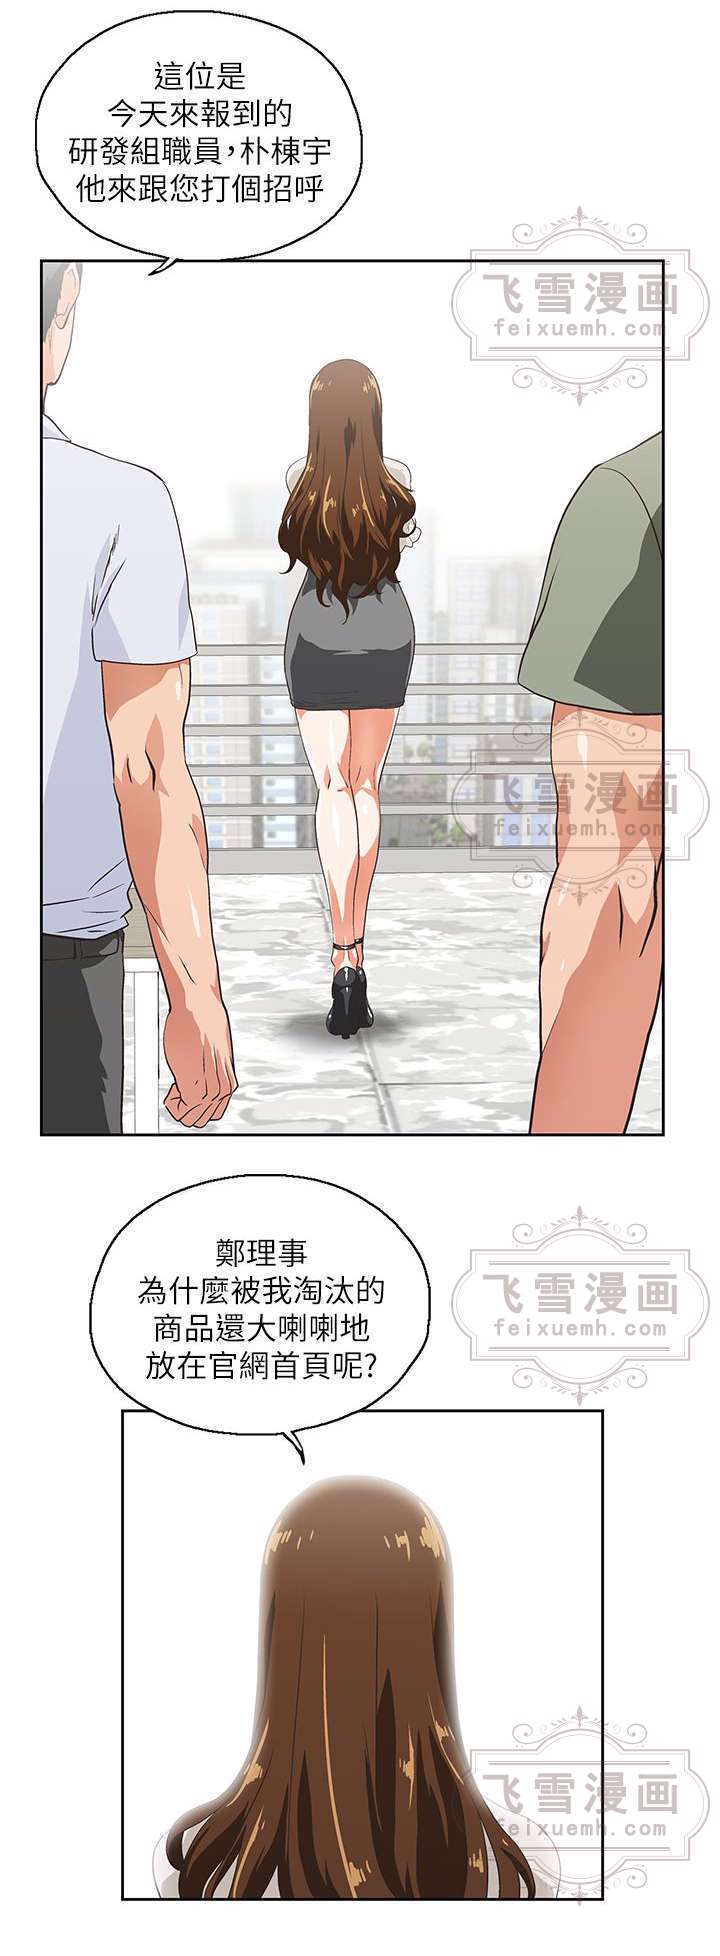 這位是
今天來報到的
研發組職員，朴棟宇
他來跟您打個招呼
飞雪漫画
feixuemh.com
飞雪漫画
feixuemh.com
鄭理事
為什麼被我淘汰的
商品還大喇喇地
放在官網首頁呢?
飞雪漫画
feixuemh.com
飞雪漫画
feixuemh.com